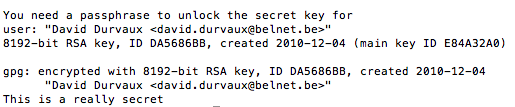 You need a passphrase to unlock the secret key for
user: "David Durvaux <david.durvaux@belnet.be>"
8192-bit RSA key, ID DA5686BB, created 2010-12-04 (main key ID E84A32A0)
gpg: encrypted with 8192-bit RSA key, ID DA5686BB, created 2010-12-04
"David Durvaux <david.durvaux@belnet.be>"
This is a really secret _